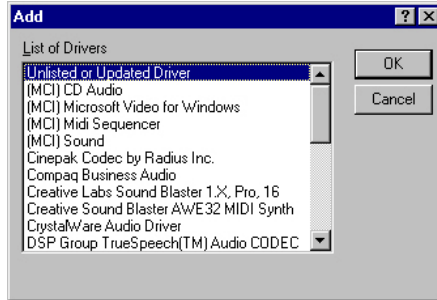 Add
List of Drivers
Unlisted or Updated Driver
(MCI) CD Audio
(MCI) Microsoft Video for Windows
(MCI) Midi Sequencer
(MCI) Sound
Cinepak Codec by Radius Inc.
Compaq Business Audio
Creative Labs Sound Blaster 1.X, Pro, 16
Creative Sound Blaster AWE32 MIDI Synth
CrystalWare Audio Driver
DSP Group TrueSpeech(TM) Audio CODEC
OK
Cancel